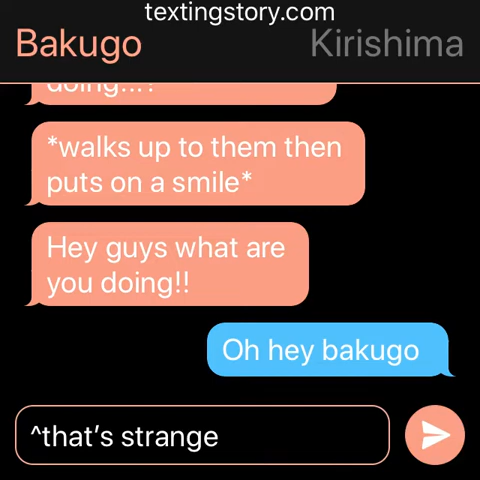 textingstory.com
Bakugo
Kirishima
doing...?
*walks up to them then
puts on a smile*
Hey guys what are
you doing!!
Oh hey bakugo
^that's strange